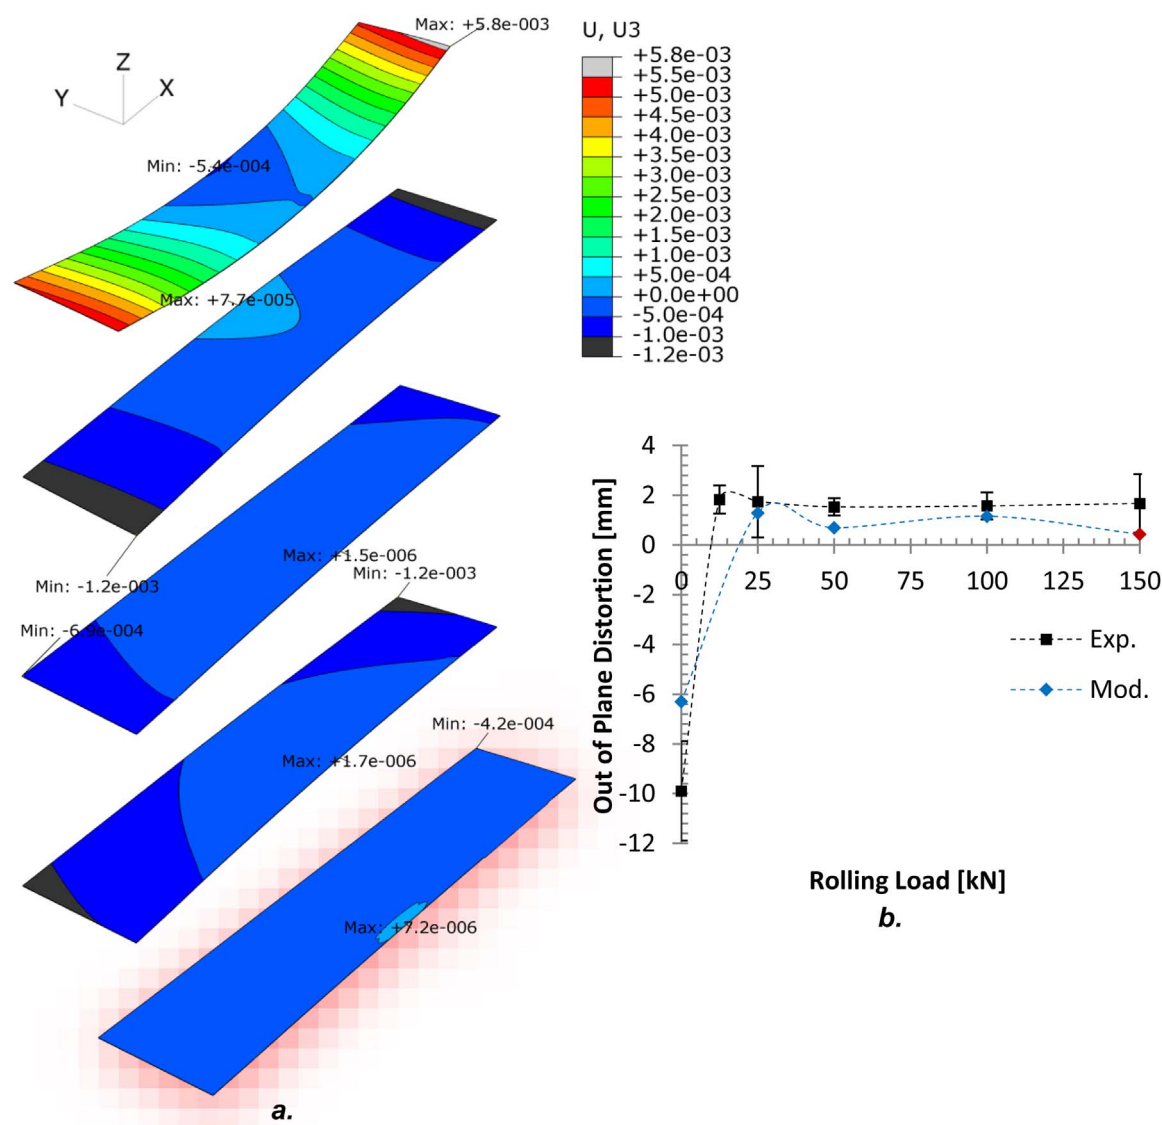 Max: +5.8e-003
Z
Y
X
Min: -5.4e-004
Max: +7.7e-005
Min: -1.2e-003
Max: +1.5e-006
Min: -6.9e-004
Min: -1.2e-003
Max: +1.7e-006
Min: -4.2e-004
Max: +7.2e-006
a.
U, U3
+5.8e-03
+5.5e-03
+5.0e-03
+4.5e-03
+4.0e-03
+3.5e-03
+3.0e-03
+2.5e-03
+2.0e-03
+1.5e-03
+1.0e-03
+5.0e-04
+0.0e+00
-5.0e-04
-1.0e-03
-1.2e-03
Out of Plane Distortion [mm]
4
2
0
-2
-4
-6
-8
-10
-12
0 25 50 75 100 125 150
Exp.
Mod.
Rolling Load [kN]
b.